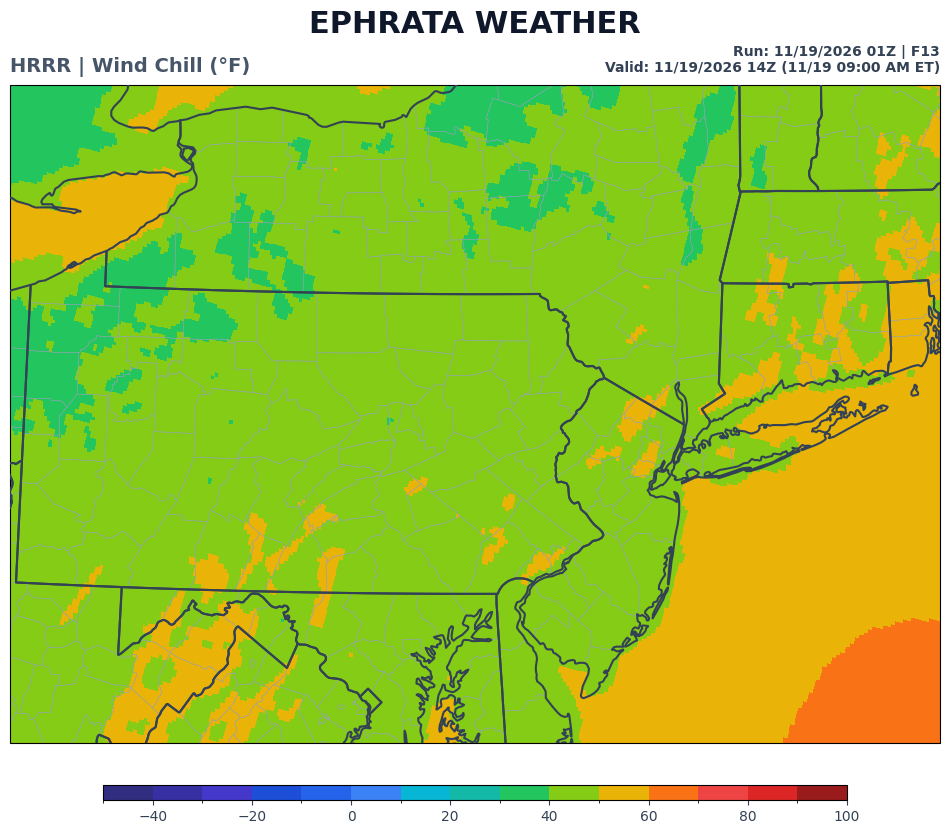 EPHRATA WEATHER
HRRR | Wind Chill (°F)
Run: 11/19/2026 01Z | F13
Valid: 11/19/2026 14Z (11/19 09:00 AM ET)
−40 −20 0 20 40 60 80 100